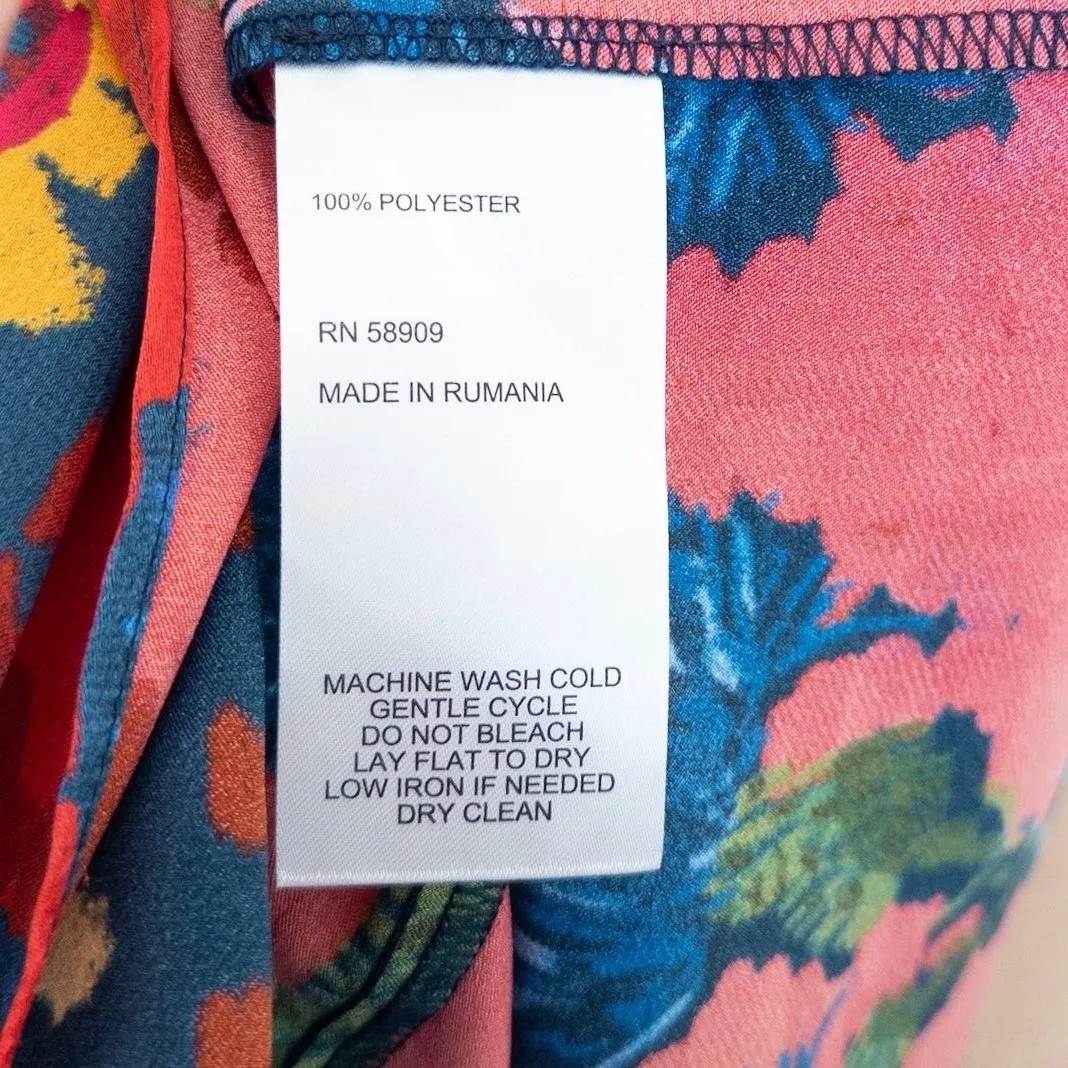 100% POLYESTER
RN 58909
MADE IN RUMANIA
MACHINE WASH COLD
GENTLE CYCLE
DO NOT BLEACH
LAY FLAT TO DRY
LOW IRON IF NEEDED
DRY CLEAN